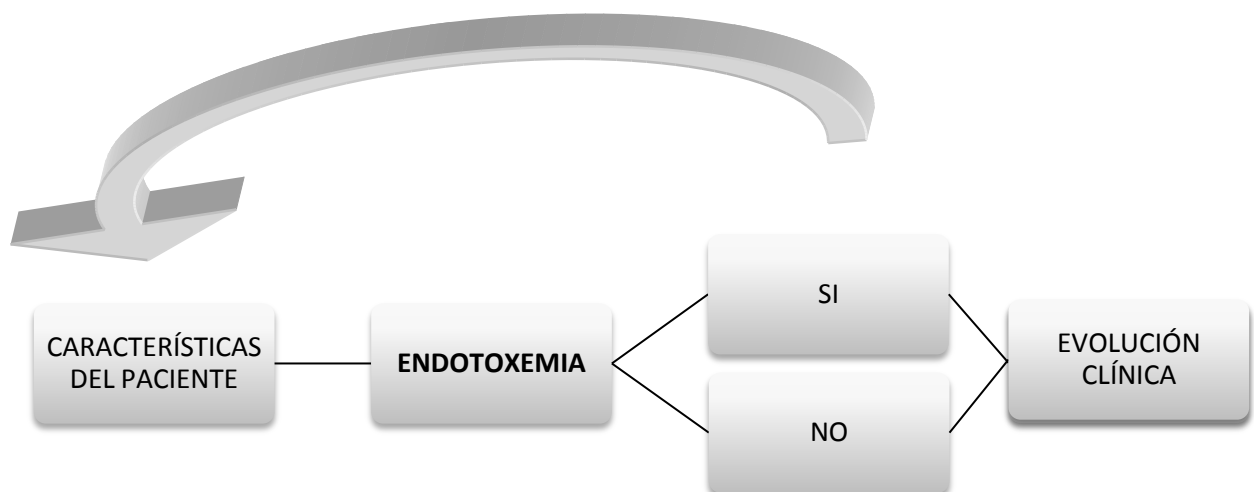 CARACTERÍSTICAS
DEL PACIENTE
ENDOTOXEMIA
SI
NO
EVOLUCIÓN
CLÍNICA